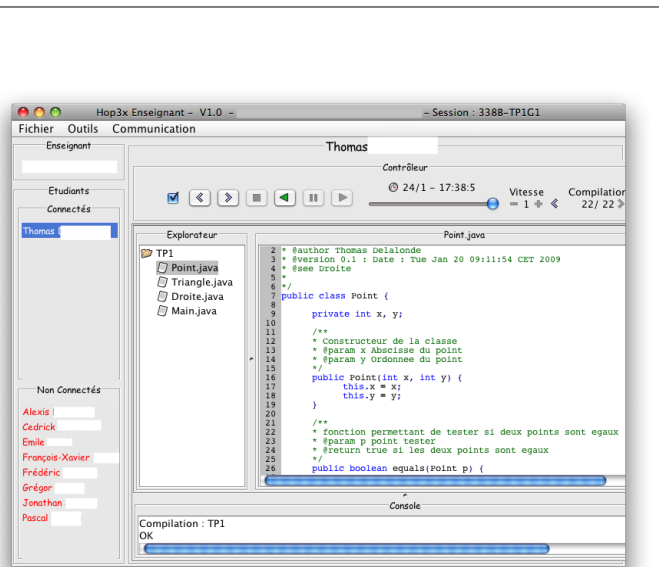 Hop3x Enseignant - V1.0 - - Session : 338B-TP1G1
Fichier Outils Communication
Enseignant
Thomas
Contrôleur
24/1 - 17:38:5
Vitesse
Compilation
- 1 +
22/ 22
Etudiants
Connectés
Thomas
Non Connectés
Alexis
Cedrick
Emile
François-Xavier
Frédéric
Grégor
Jonathan
Pascal
Explorateur
TP1
Point.java
Triangle.java
Droite.java
Main.java
Point.java
2 * @author Thomas Delalonde
3 * @version 0.1 : Date : Tue Jan 20 09:11:54 CET 2009
4 * @see Droite
5 *
6 */
7 public class Point {
8
9 private int x, y;
10
11 /**
12 * Constructeur de la classe
13 * @param x Abscisse du point
14 * @param y Ordonnee du point
15 */
16 public Point(int x, int y) {
17 this.x = x;
18 this.y = y;
19 }
20
21 /**
22 * fonction permettant de tester si deux points sont egaux
23 * @param p point tester
24 * @return true si les deux points sont egaux
25 */
26 public boolean equals(Point p) {
Console
Compilation : TP1
OK